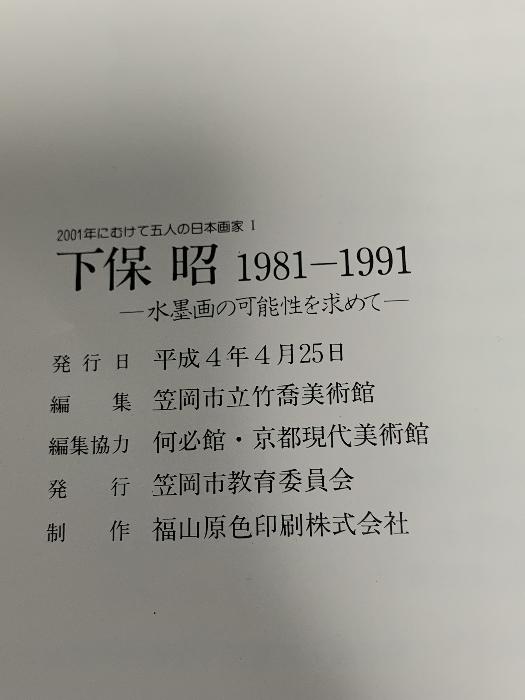 2001年にむけて五人の日本画家 I
下保 昭 1981—1991
—水墨画の可能性を求めて—
発行日 平成４年４月25日
編集 笠岡市立竹喬美術館
編集協力 何必館・京都現代美術館
発行 笠岡市教育委員会
制作 福山原色印刷株式会社